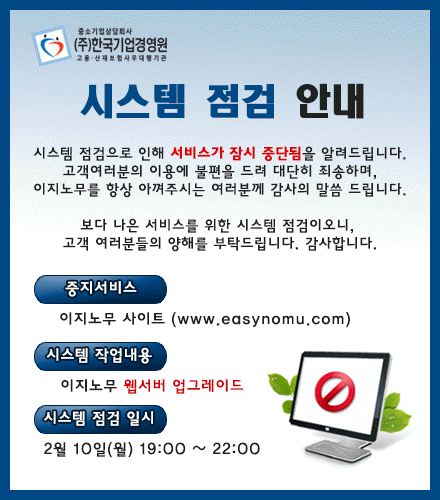 중소기업상담회사
(주)한국기업경영원
고용·산재보험사무대행기관
시스템 점검 안내
시스템 점검으로 인해 서비스가 잠시 중단됨을 알려드립니다.
고객여러분의 이용에 불편을 드려 대단히 죄송하며,
이지노무를 항상 아껴주시는 여러분께 감사의 말씀 드립니다.
보다 나은 서비스를 위한 시스템 점검이오니,
고객 여러분들의 양해를 부탁드립니다. 감사합니다.
중지서비스
이지노무 사이트 (www.easynomu.com)
시스템 작업내용
이지노무 웹서버 업그레이드
시스템 점검 일시
2월 10일(월) 19:00 ~ 22:00